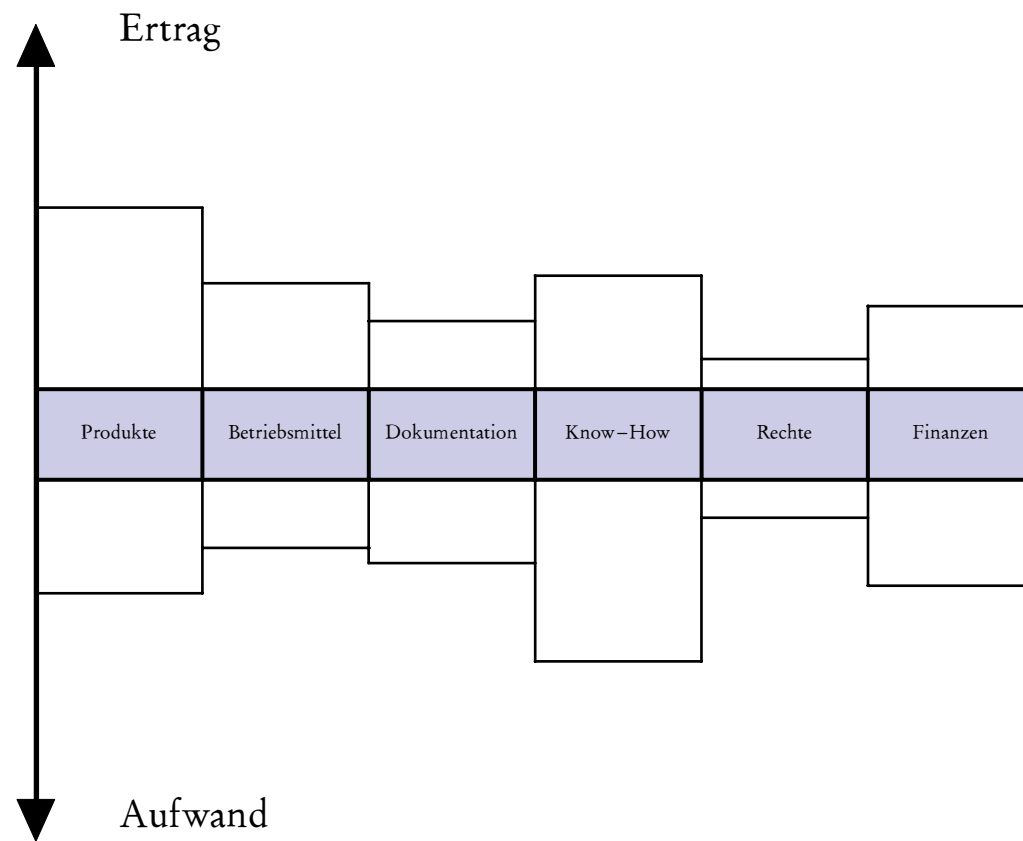 Ertrag
Produkte
Betriebsmittel
Dokumentation
Know–How
Rechte
Finanzen
Aufwand